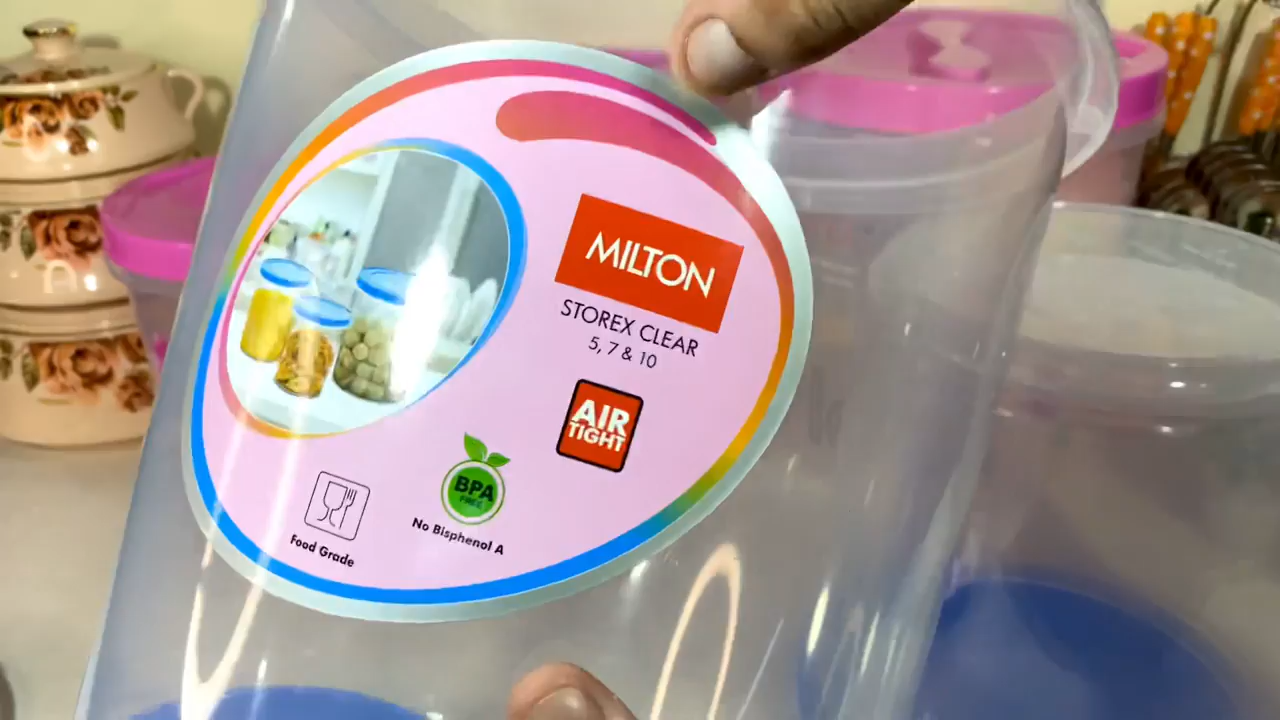 MILTON
STOREX CLEAR
5, 7 & 10
AIR
TIGHT
BPA
FREE
No Bisphenol A
Food Grade